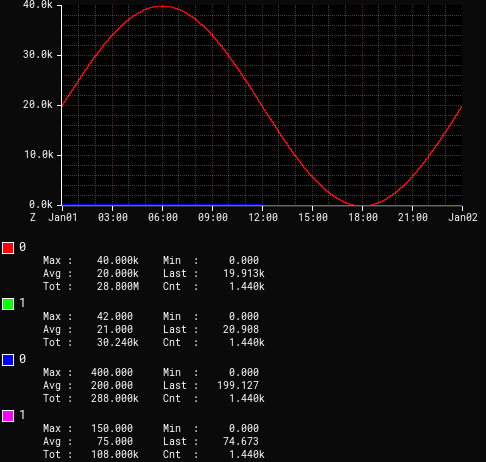 40.0k
30.0k
20.0k
10.0k
0.0k
Z Jan01 03:00 06:00 09:00 12:00 15:00 18:00 21:00 Jan02
0
Max : 40.000k Min : 0.000
Avg : 20.000k Last : 19.913k
Tot : 28.800M Cnt : 1.440k
1
Max : 42.000 Min : 0.000
Avg : 21.000 Last : 20.908
Tot : 30.240k Cnt : 1.440k
0
Max : 400.000 Min : 0.000
Avg : 200.000 Last : 199.127
Tot : 288.000k Cnt : 1.440k
1
Max : 150.000 Min : 0.000
Avg : 75.000 Last : 74.673
Tot : 108.000k Cnt : 1.440k